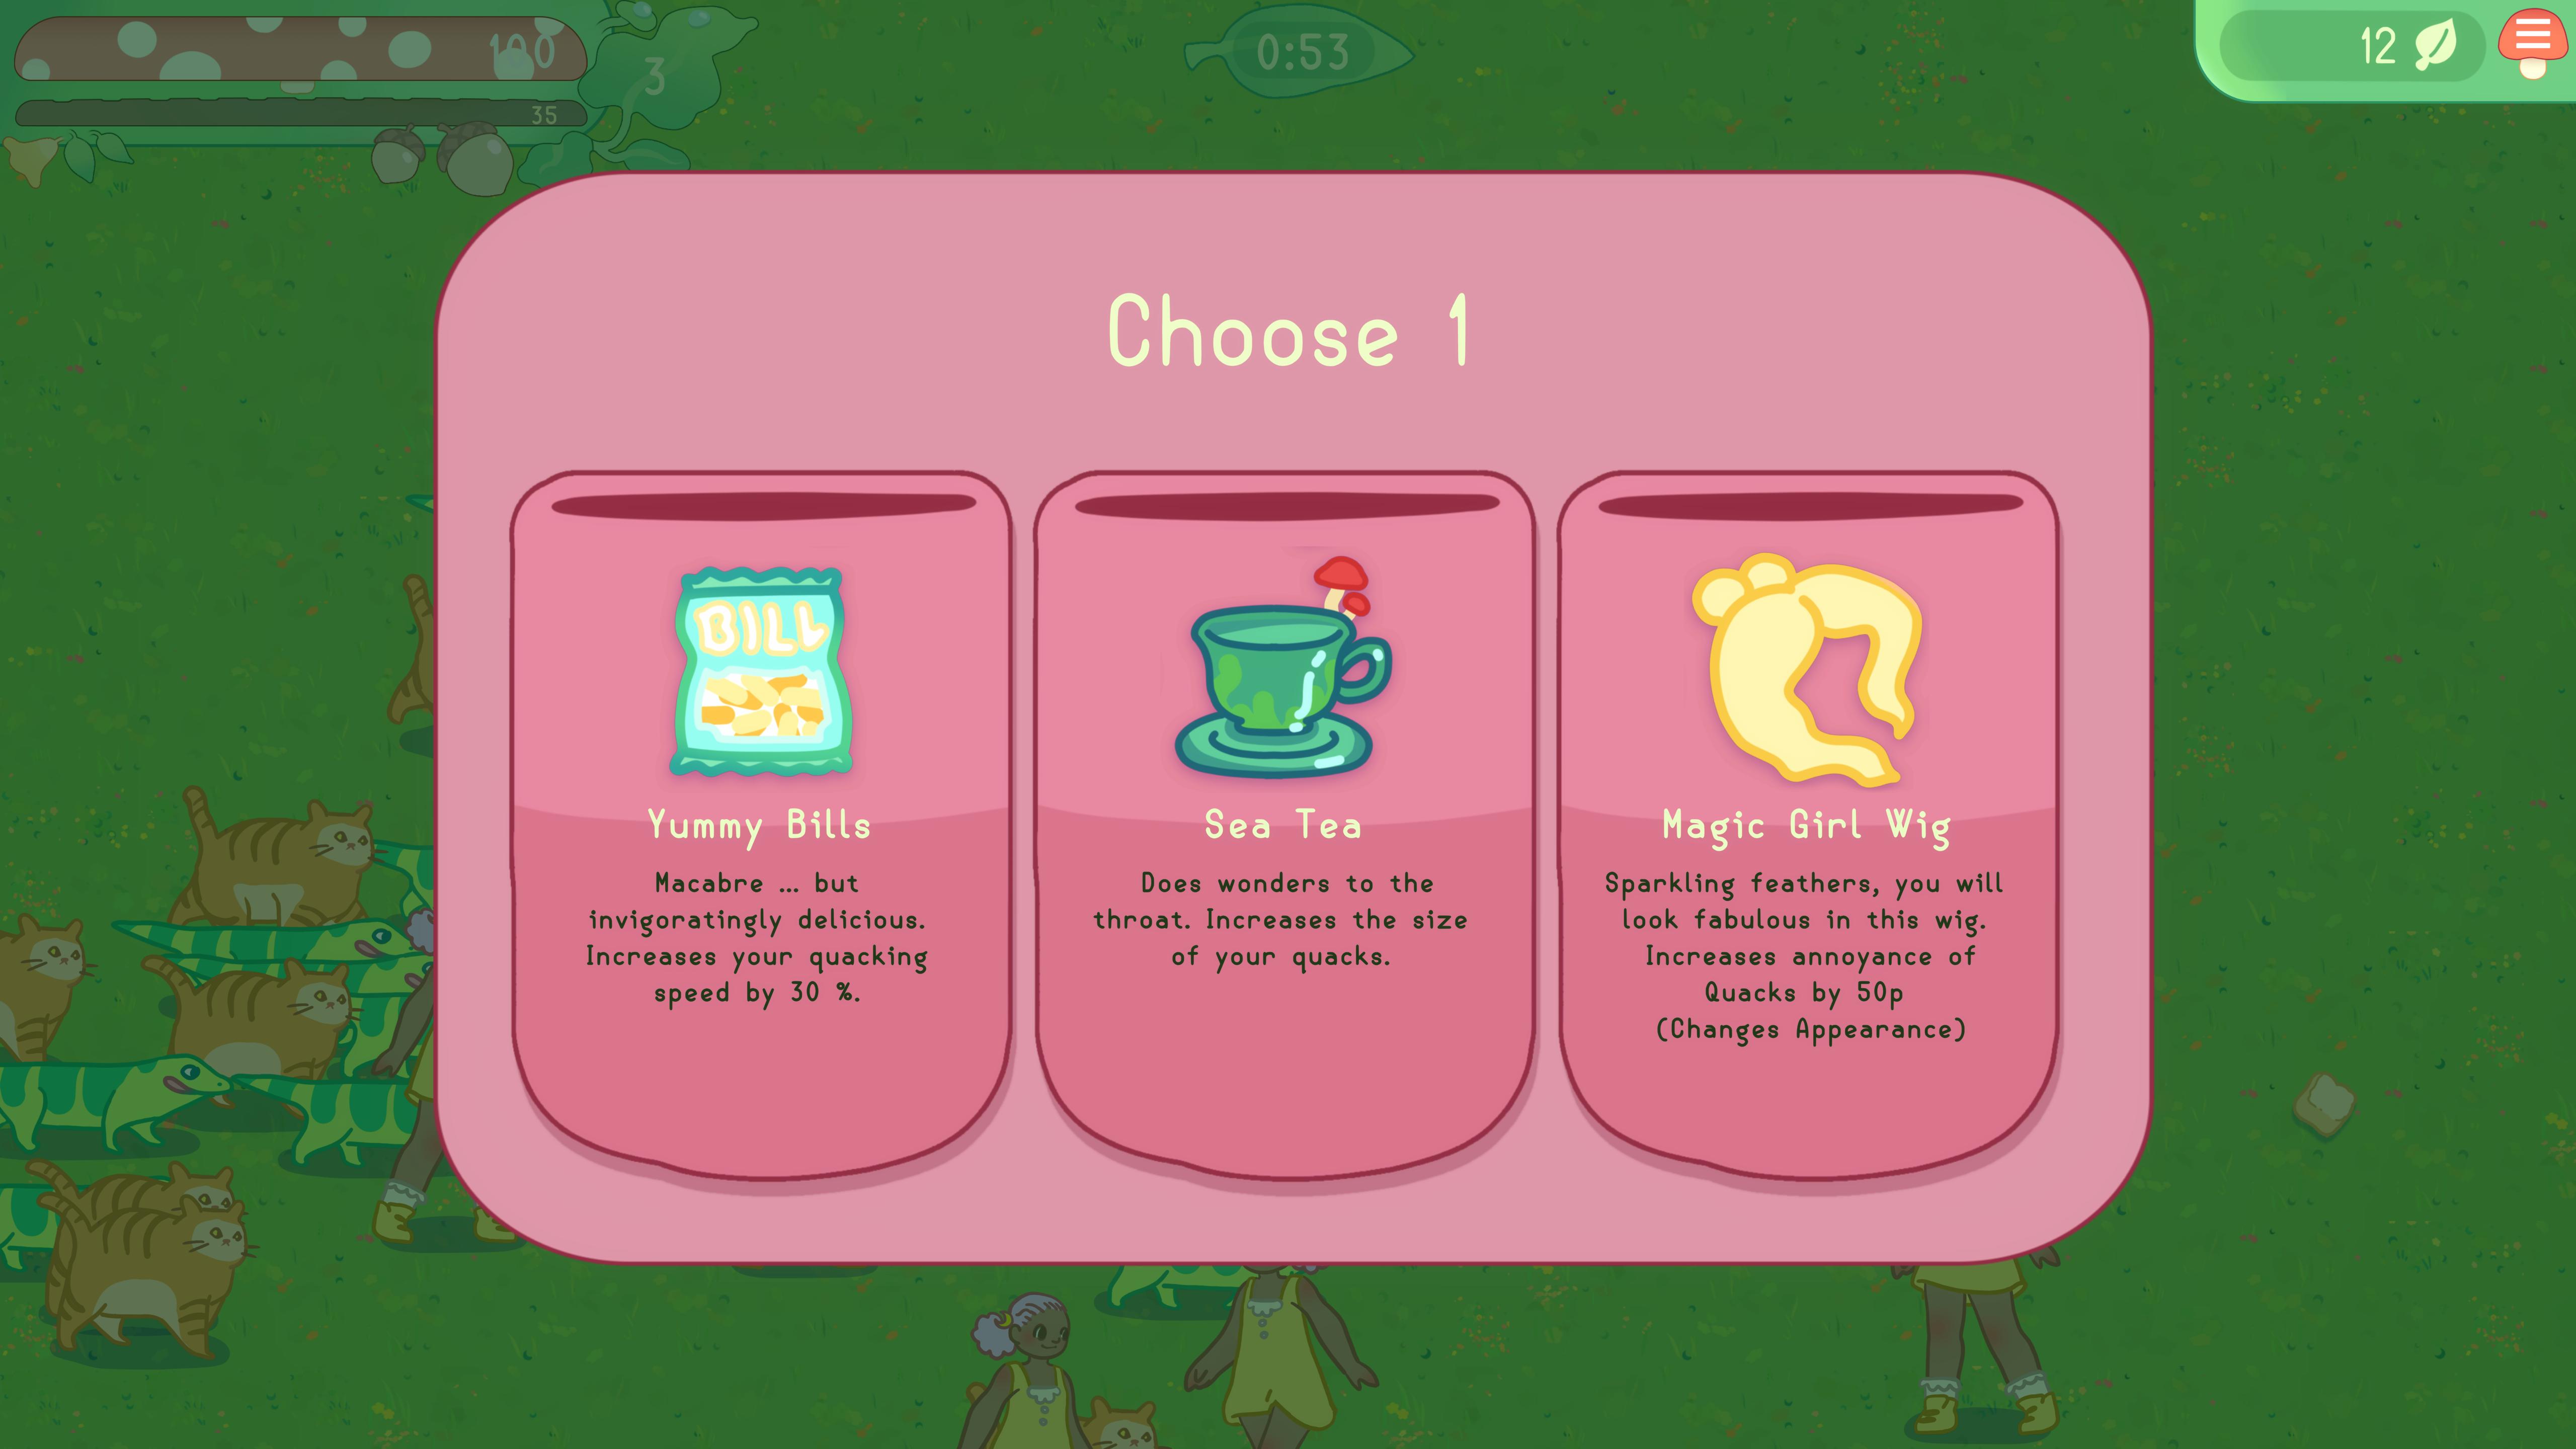 100
3
0:53
12
35
Choose 1
BILL
Yummy Bills
Macabre ... but
invigoratingly delicious.
Increases your quacking
speed by 30 %.
Sea Tea
Does wonders to the
throat. Increases the size
of your quacks.
Magic Girl Wig
Sparkling feathers, you will
look fabulous in this wig.
Increases annoyance of
Quacks by 50p
(Changes Appearance)